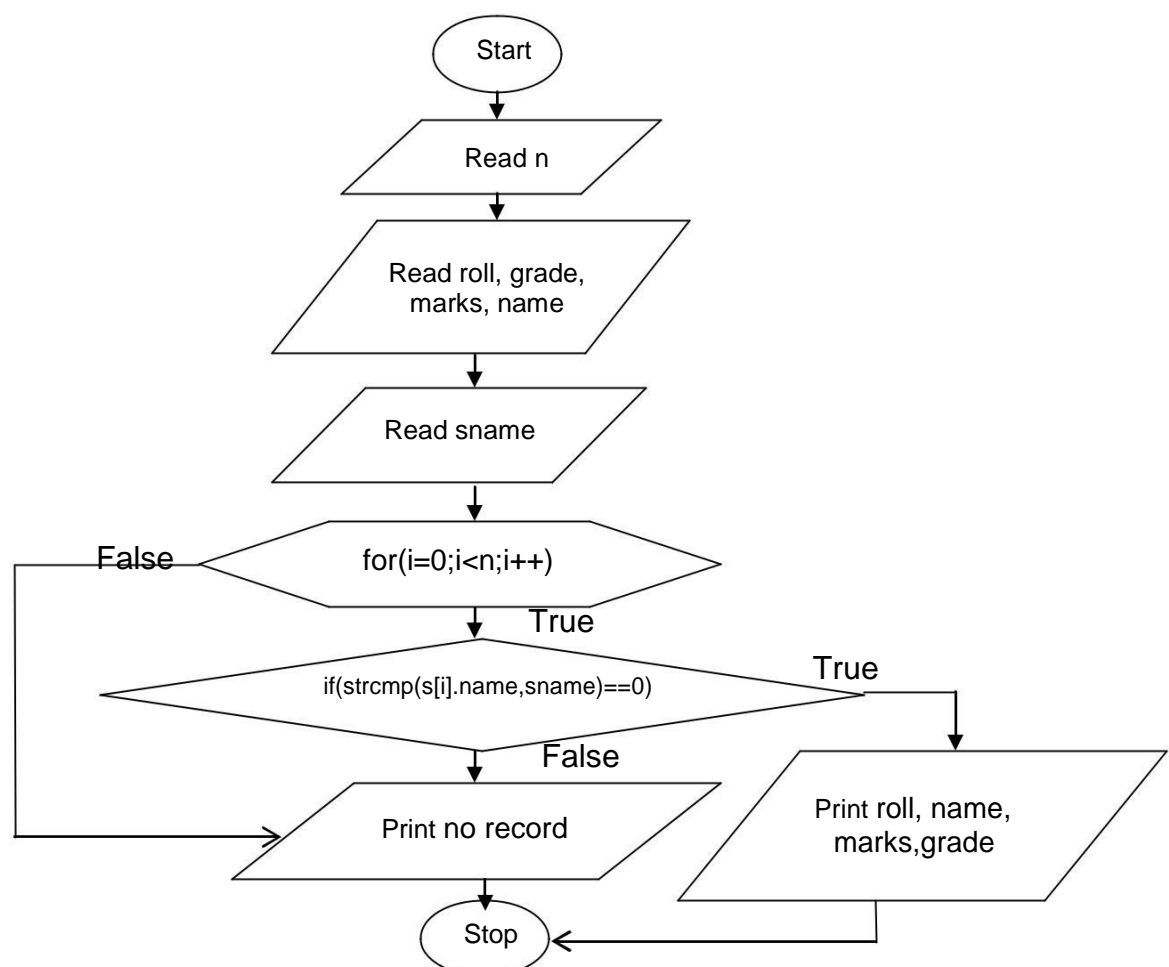 Start
Read n
Read roll, grade,
marks, name
Read sname
False
for(i=0;i<n;i++)
True
if(strcmp(s[i].name,sname)==0)
True
False
Print no record
Print roll, name,
marks,grade
Stop